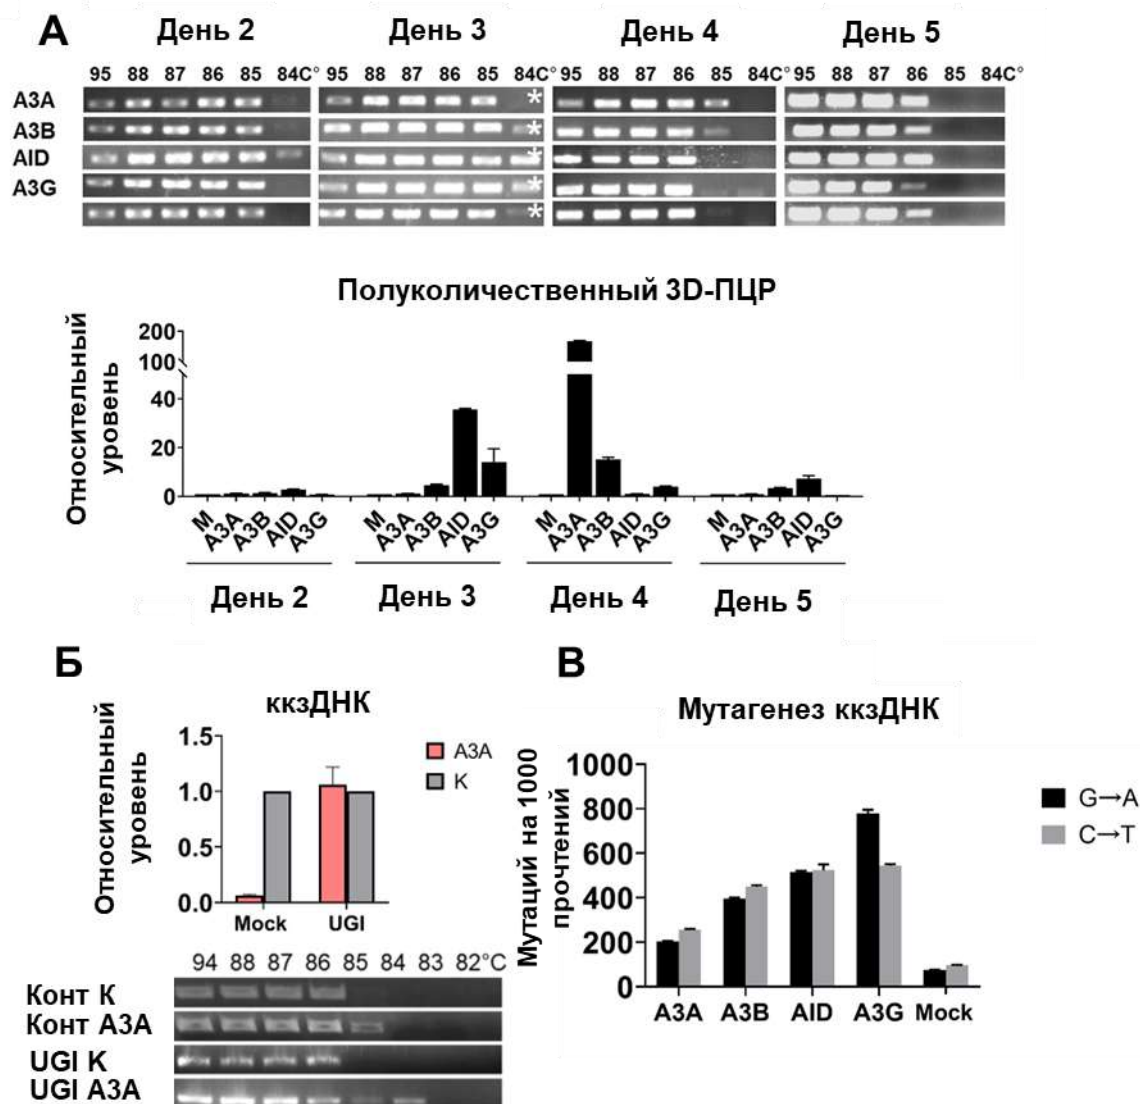 А
День 2
День 3
День 4
День 5
95 88 87 86 85 84C°
95 88 87 86 85 84C°
95 88 87 86 85 84C°
95 88 87 86 85 84C°
A3A
A3B
AID
A3G
*
*
*
*
*
Полуколичественный 3D-ПЦР
Относительный
уровень
200
100
40
20
0
M A3A A3B AID A3G
M A3A A3B AID A3G
M A3A A3B AID A3G
M A3A A3B AID A3G
День 2
День 3
День 4
День 5
Б
ккзДНК
Относительный
уровень
1.5
1.0
0.5
0.0
Mock UGI
A3A
K
94 88 87 86 85 84 83 82°C
Конт К
Конт А3А
UGI K
UGI A3A
В
Мутагенез ккзДНК
Мутаций на 1000
прочтений
1000
800
600
400
200
0
A3A A3B AID A3G Mock
G→A
C→T